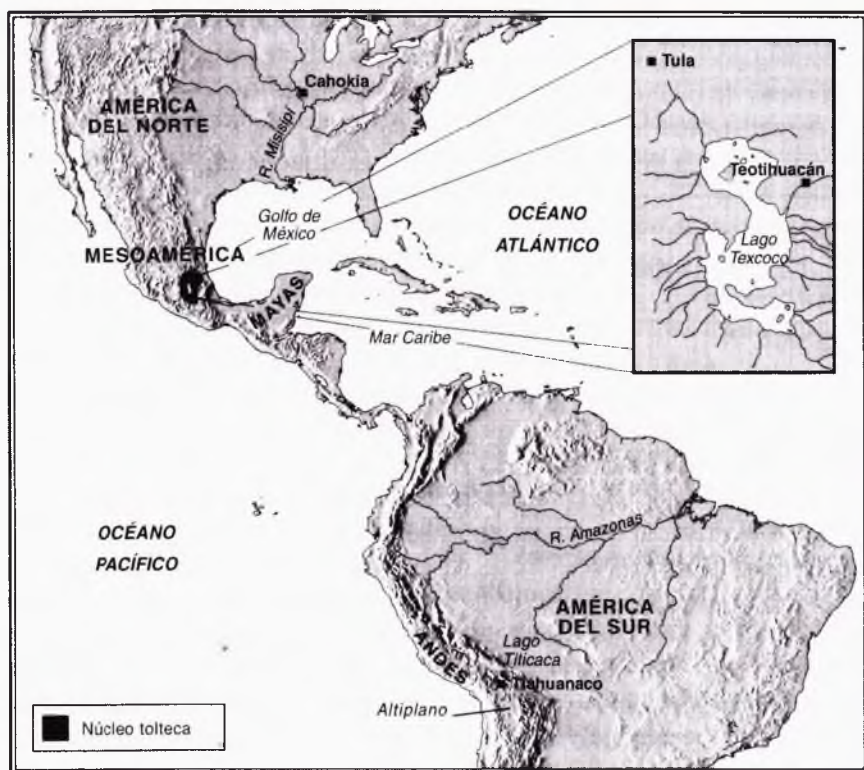 Cahokia
AMÉRICA
DEL NORTE
R. Misisipi
Golfo de
México
OCÉANO
ATLÁNTICO
MESOAMÉRICA
MAYAS
Mar Caribe
Tula
Teotihuacán
Lago
Texcoco
OCÉANO
PACÍFICO
R. Amazonas
AMÉRICA
DEL SUR
ANDES
Lago
Titicaca
Tiahuanaco
Altiplano
Núcleo tolteca